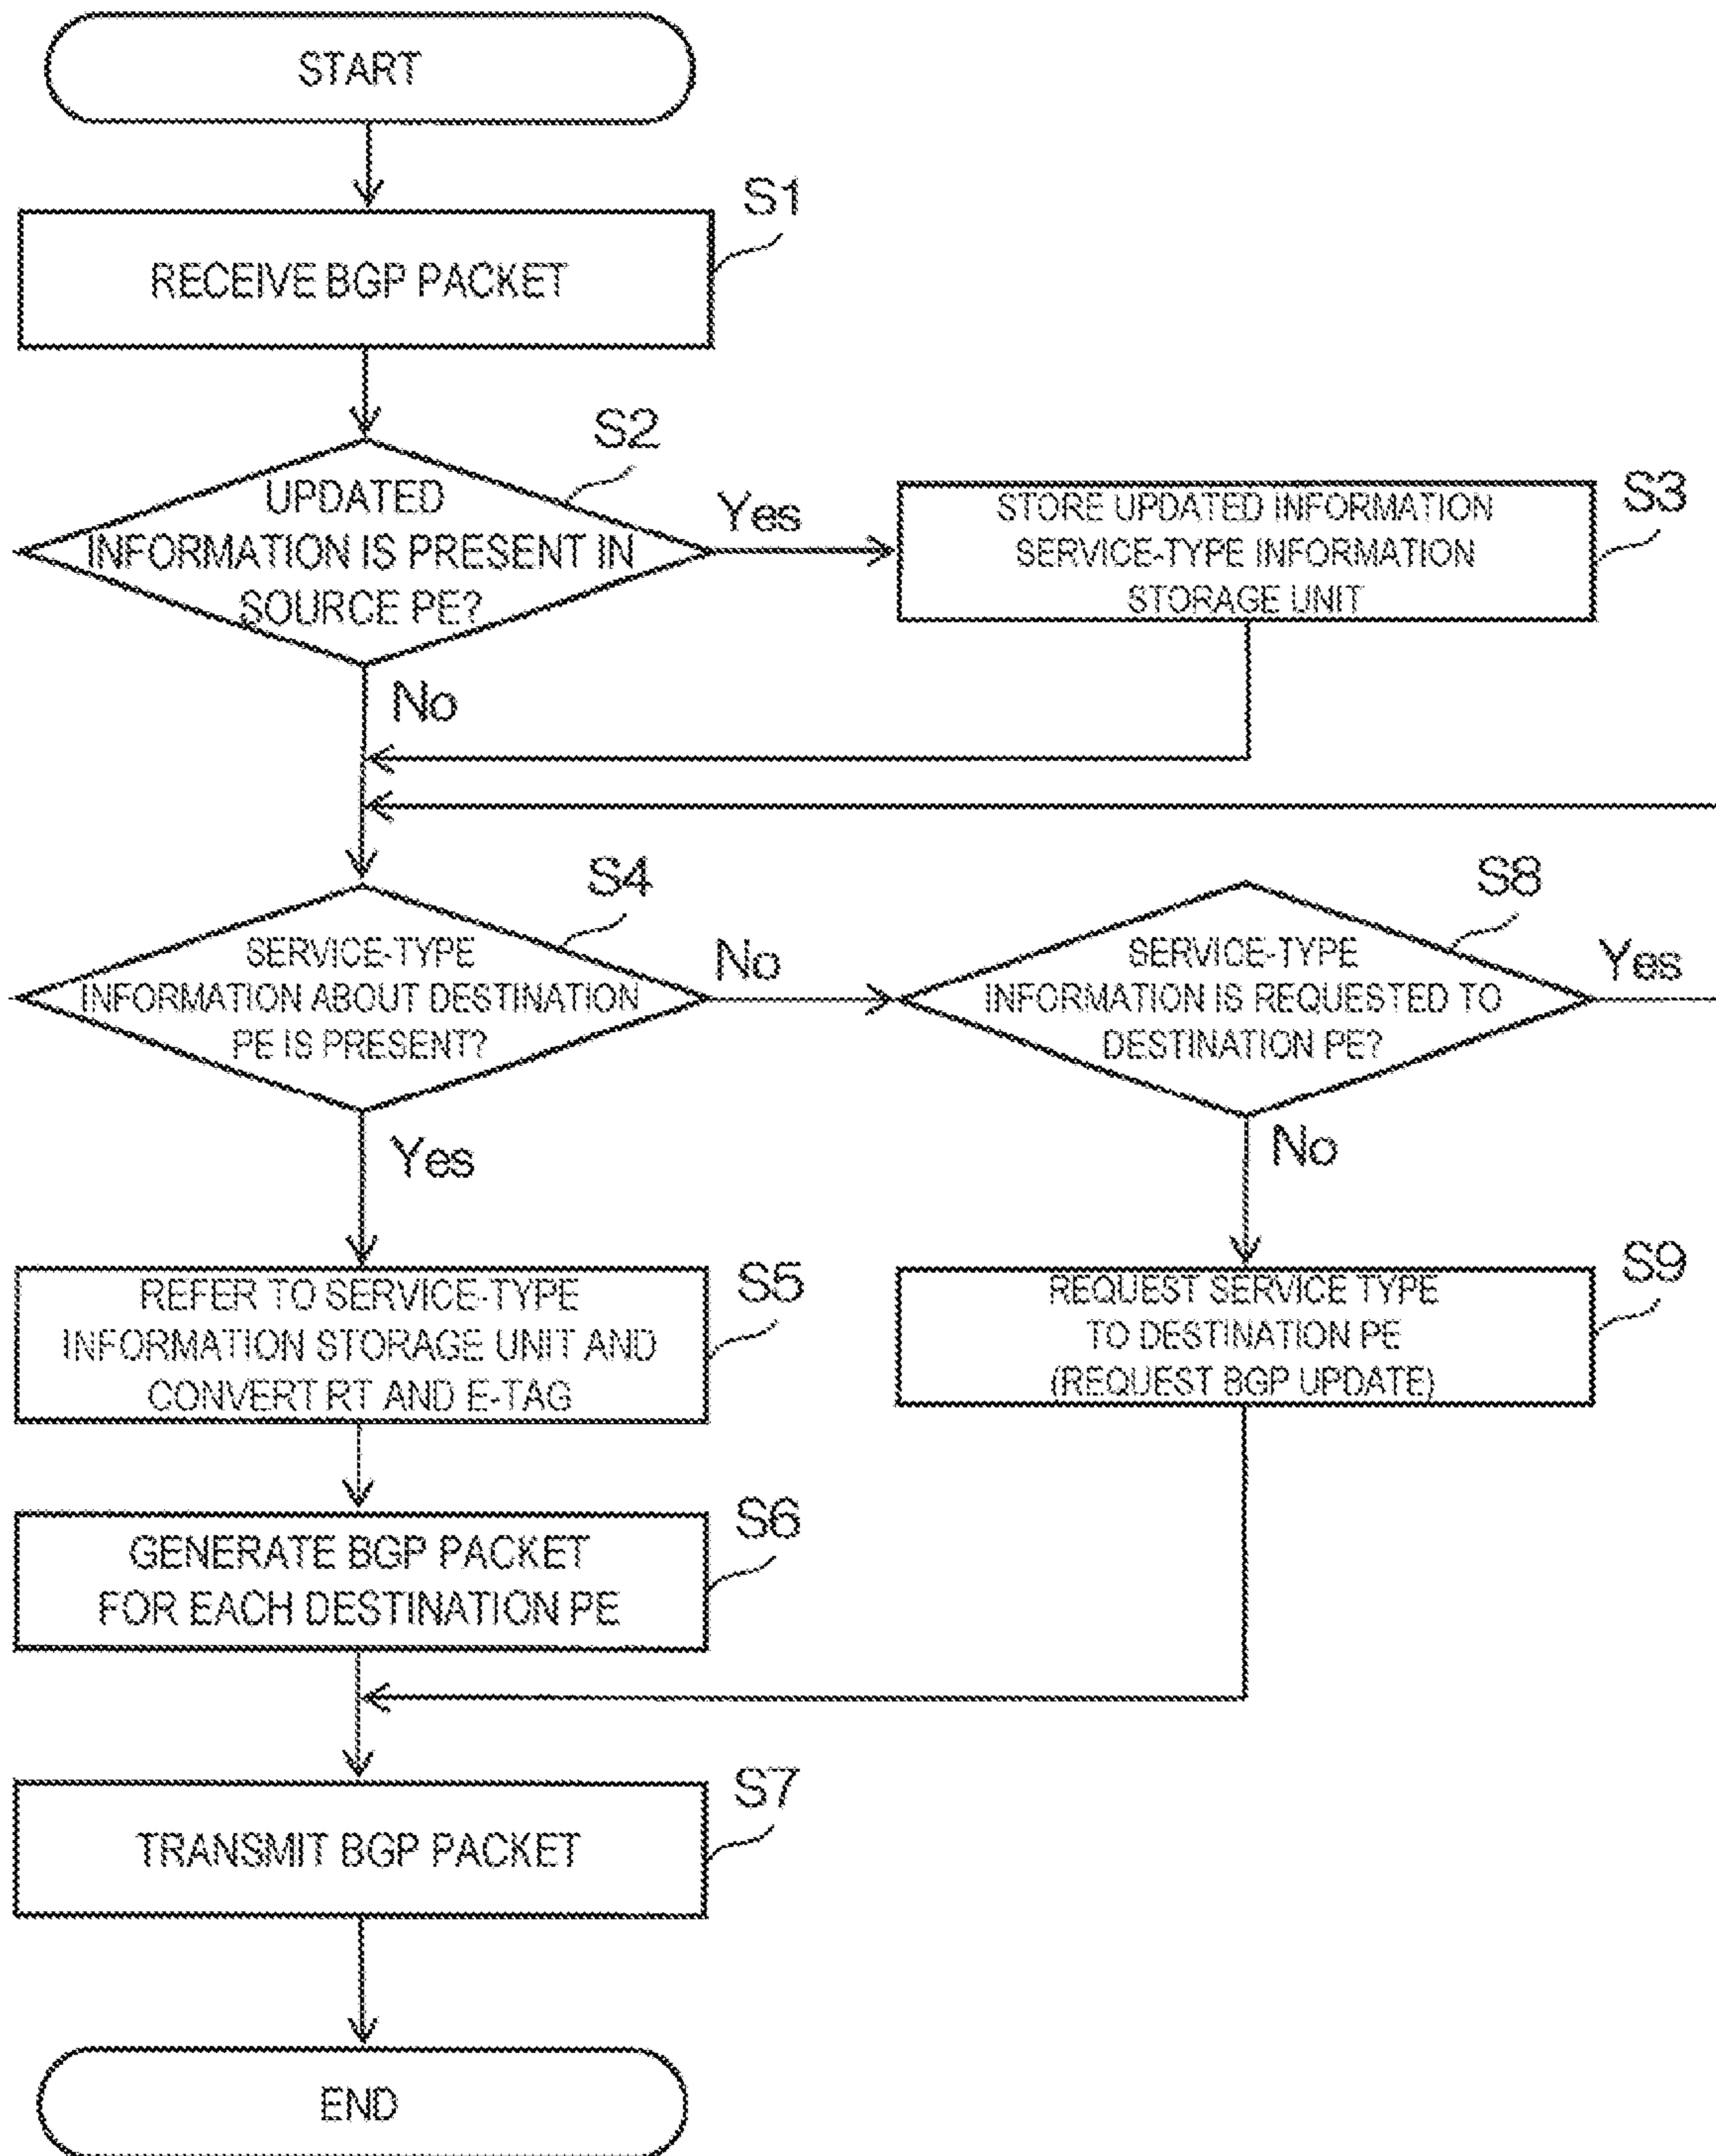 START
S1
RECEIVE BGP PACKET
S2
UPDATED
INFORMATION IS PRESENT IN
SOURCE PE?
Yes
No
S3
STORE UPDATED INFORMATION
SERVICE-TYPE INFORMATION
STORAGE UNIT
S4
SERVICE-TYPE
INFORMATION ABOUT DESTINATION
PE IS PRESENT?
No
Yes
S8
SERVICE-TYPE
INFORMATION IS REQUESTED TO
DESTINATION PE?
Yes
No
S5
REFER TO SERVICE-TYPE
INFORMATION STORAGE UNIT AND
CONVERT RT AND E-TAG
S9
REQUEST SERVICE TYPE
TO DESTINATION PE
(REQUEST BGP UPDATE)
S6
GENERATE BGP PACKET
FOR EACH DESTINATION PE
S7
TRANSMIT BGP PACKET
END